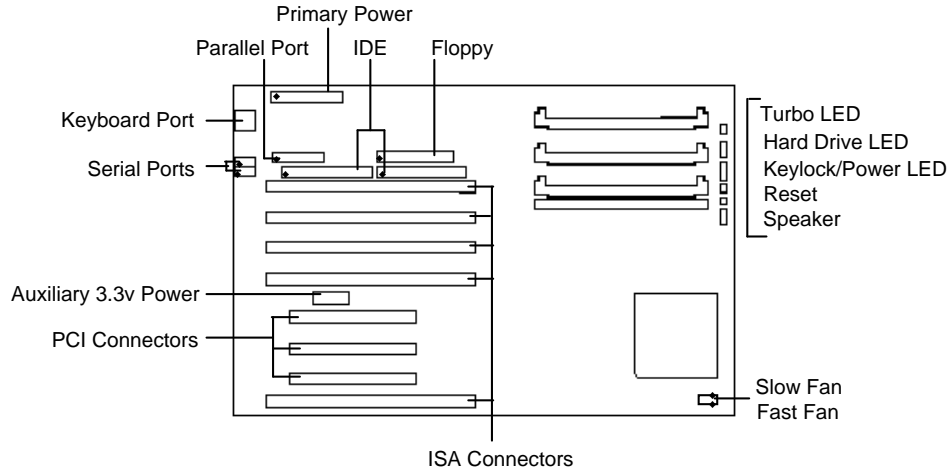 Primary Power
Parallel Port
IDE
Floppy
Keyboard Port
Serial Ports
Turbo LED
Hard Drive LED
Keylock/Power LED
Reset
Speaker
Auxiliary 3.3v Power
PCI Connectors
Slow Fan
Fast Fan
ISA Connectors